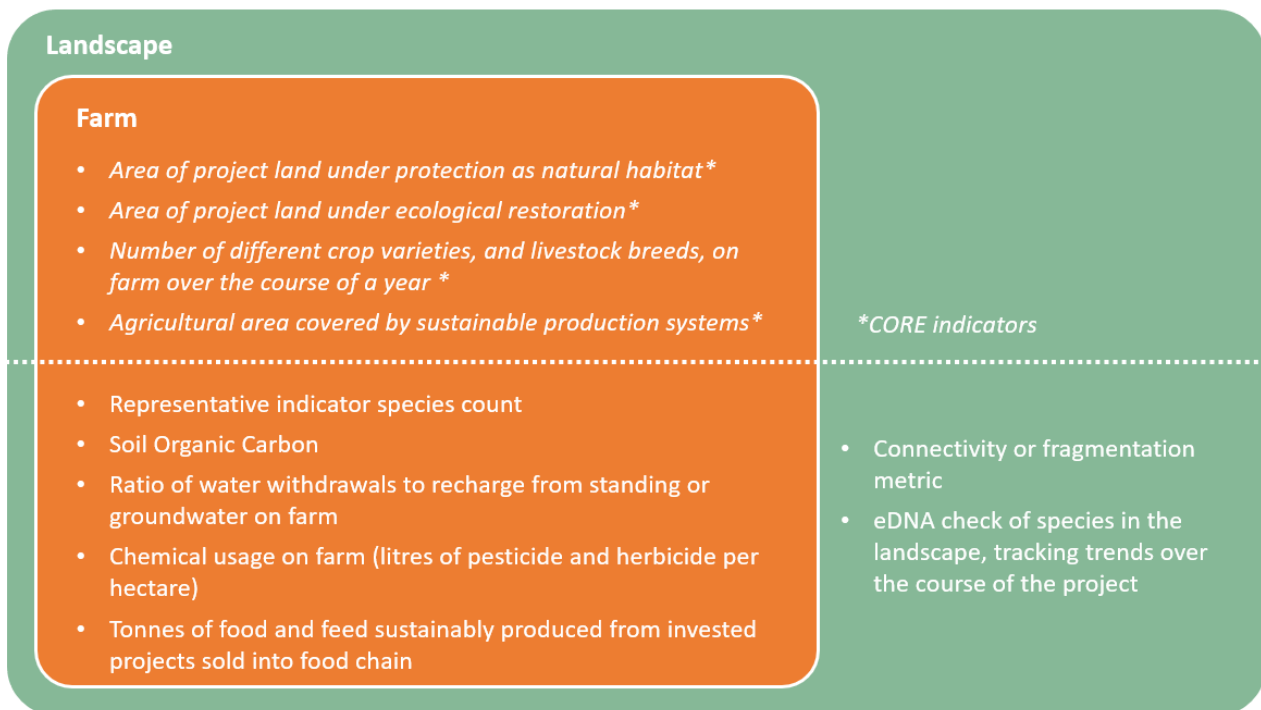 Landscape
Farm
• Area of project land under protection as natural habitat*
• Area of project land under ecological restoration*
• Number of different crop varieties, and livestock breeds, on
farm over the course of a year *
• Agricultural area covered by sustainable production systems*
*CORE indicators
• Representative indicator species count
• Soil Organic Carbon
• Ratio of water withdrawals to recharge from standing or
groundwater on farm
• Chemical usage on farm (litres of pesticide and herbicide per
hectare)
• Tonnes of food and feed sustainably produced from invested
projects sold into food chain
• Connectivity or fragmentation
metric
• eDNA check of species in the
landscape, tracking trends over
the course of the project